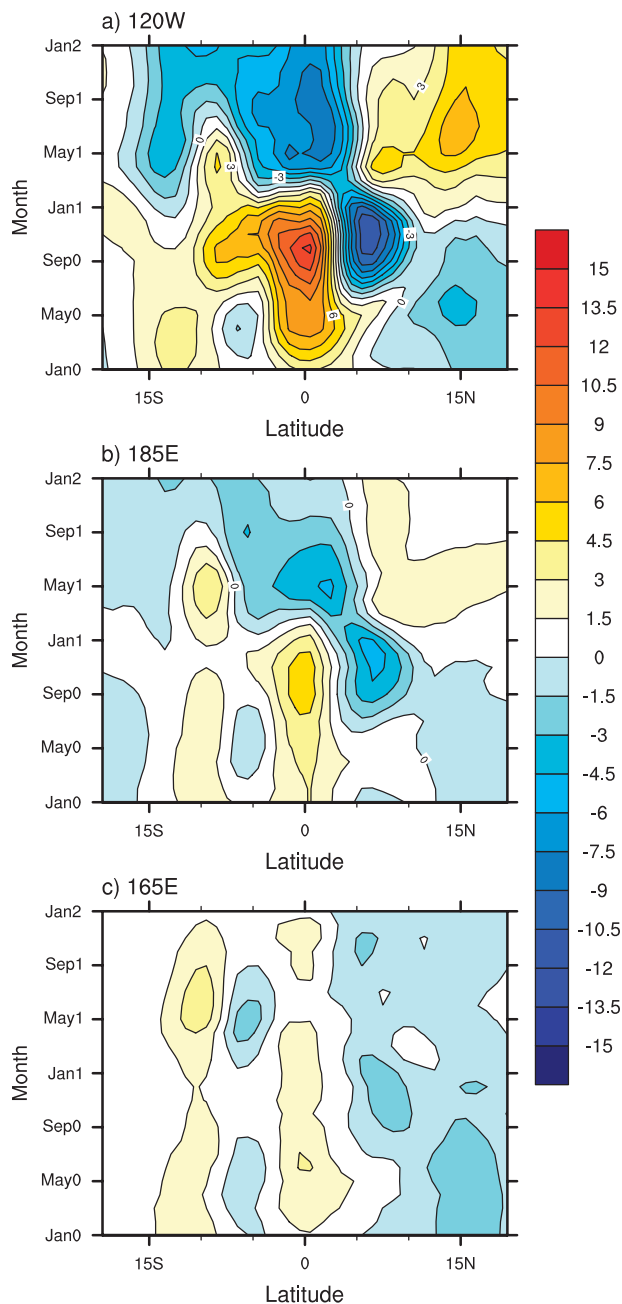 a) 120W
Jan2
Sep1
May1
Jan1
Sep0
May0
Jan0
Month
0
3
-3
3
-3
0
6
15S
0
15N
Latitude
b) 185E
Jan2
Sep1
May1
Jan1
Sep0
May0
Jan0
Month
0
0
0
15S
0
15N
Latitude
c) 165E
Jan2
Sep1
May1
Jan1
Sep0
May0
Jan0
Month
15S
0
15N
Latitude
15
13.5
12
10.5
9
7.5
6
4.5
3
1.5
0
-1.5
-3
-4.5
-6
-7.5
-9
-10.5
-12
-13.5
-15